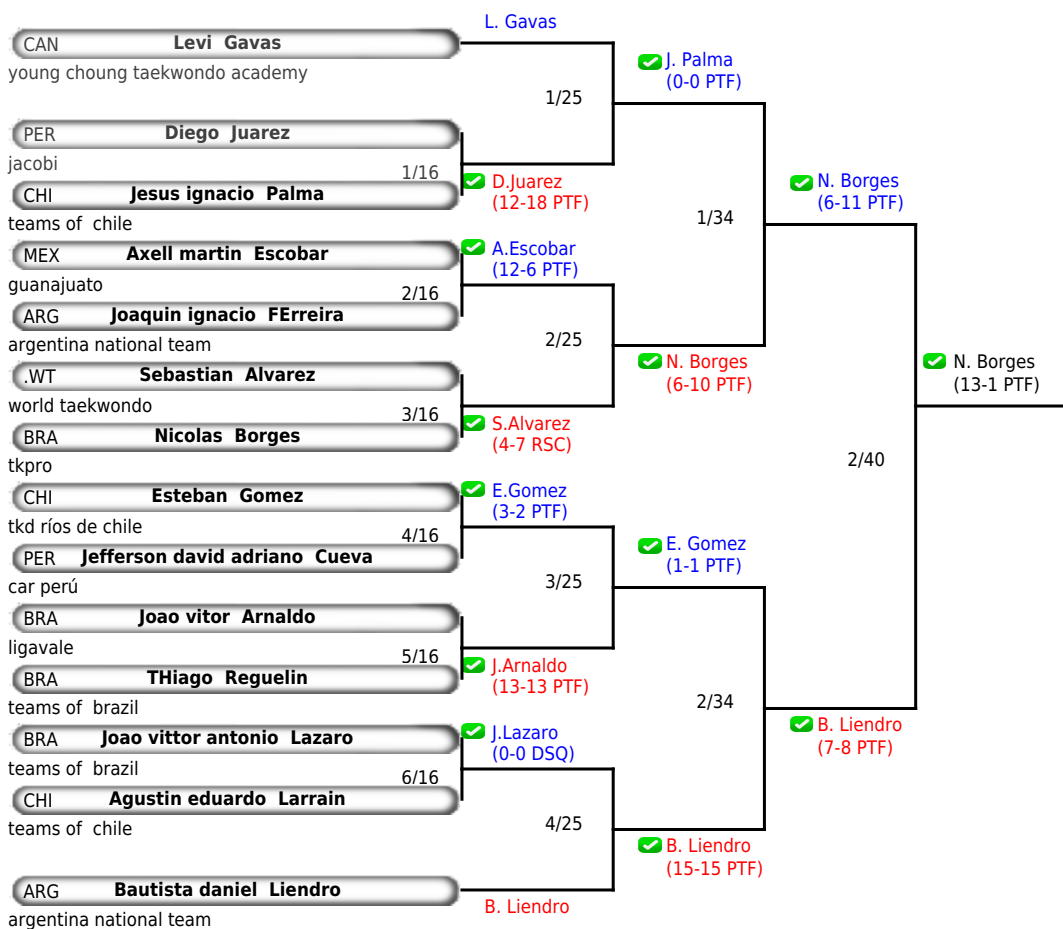 L. Gavas
CAN Levi Gavas
young choung taekwondo academy
J. Palma
(0-0 PTF)
1/25
PER Diego Juarez
jacobi
1/16
D.Juarez
(12-18 PTF)
CHI Jesus ignacio Palma
teams of chile
N. Borges
(6-11 PTF)
1/34
MEX Axell martin Escobar
guanajuato
A.Escobar
(12-6 PTF)
2/16
ARG Joaquin ignacio FErreira
argentina national team
2/25
N. Borges
(6-10 PTF)
N. Borges
(13-1 PTF)
.WT Sebastian Alvarez
world taekwondo
3/16
S.Alvarez
(4-7 RSC)
BRA Nicolas Borges
tkpro
2/40
CHI Esteban Gomez
tkd ríos de chile
E.Gomez
(3-2 PTF)
4/16
PER Jefferson david adriano Cueva
car perú
E. Gomez
(1-1 PTF)
3/25
BRA Joao vitor Arnaldo
ligavale
5/16
J.Arnaldo
(13-13 PTF)
BRA THiago Reguelin
teams of brazil
2/34
B. Liendro
(7-8 PTF)
BRA Joao vittor antonio Lazaro
teams of brazil
J.Lazaro
(0-0 DSQ)
6/16
CHI Agustin eduardo Larrain
teams of chile
4/25
B. Liendro
(15-15 PTF)
ARG Bautista daniel Liendro
argentina national team
B. Liendro